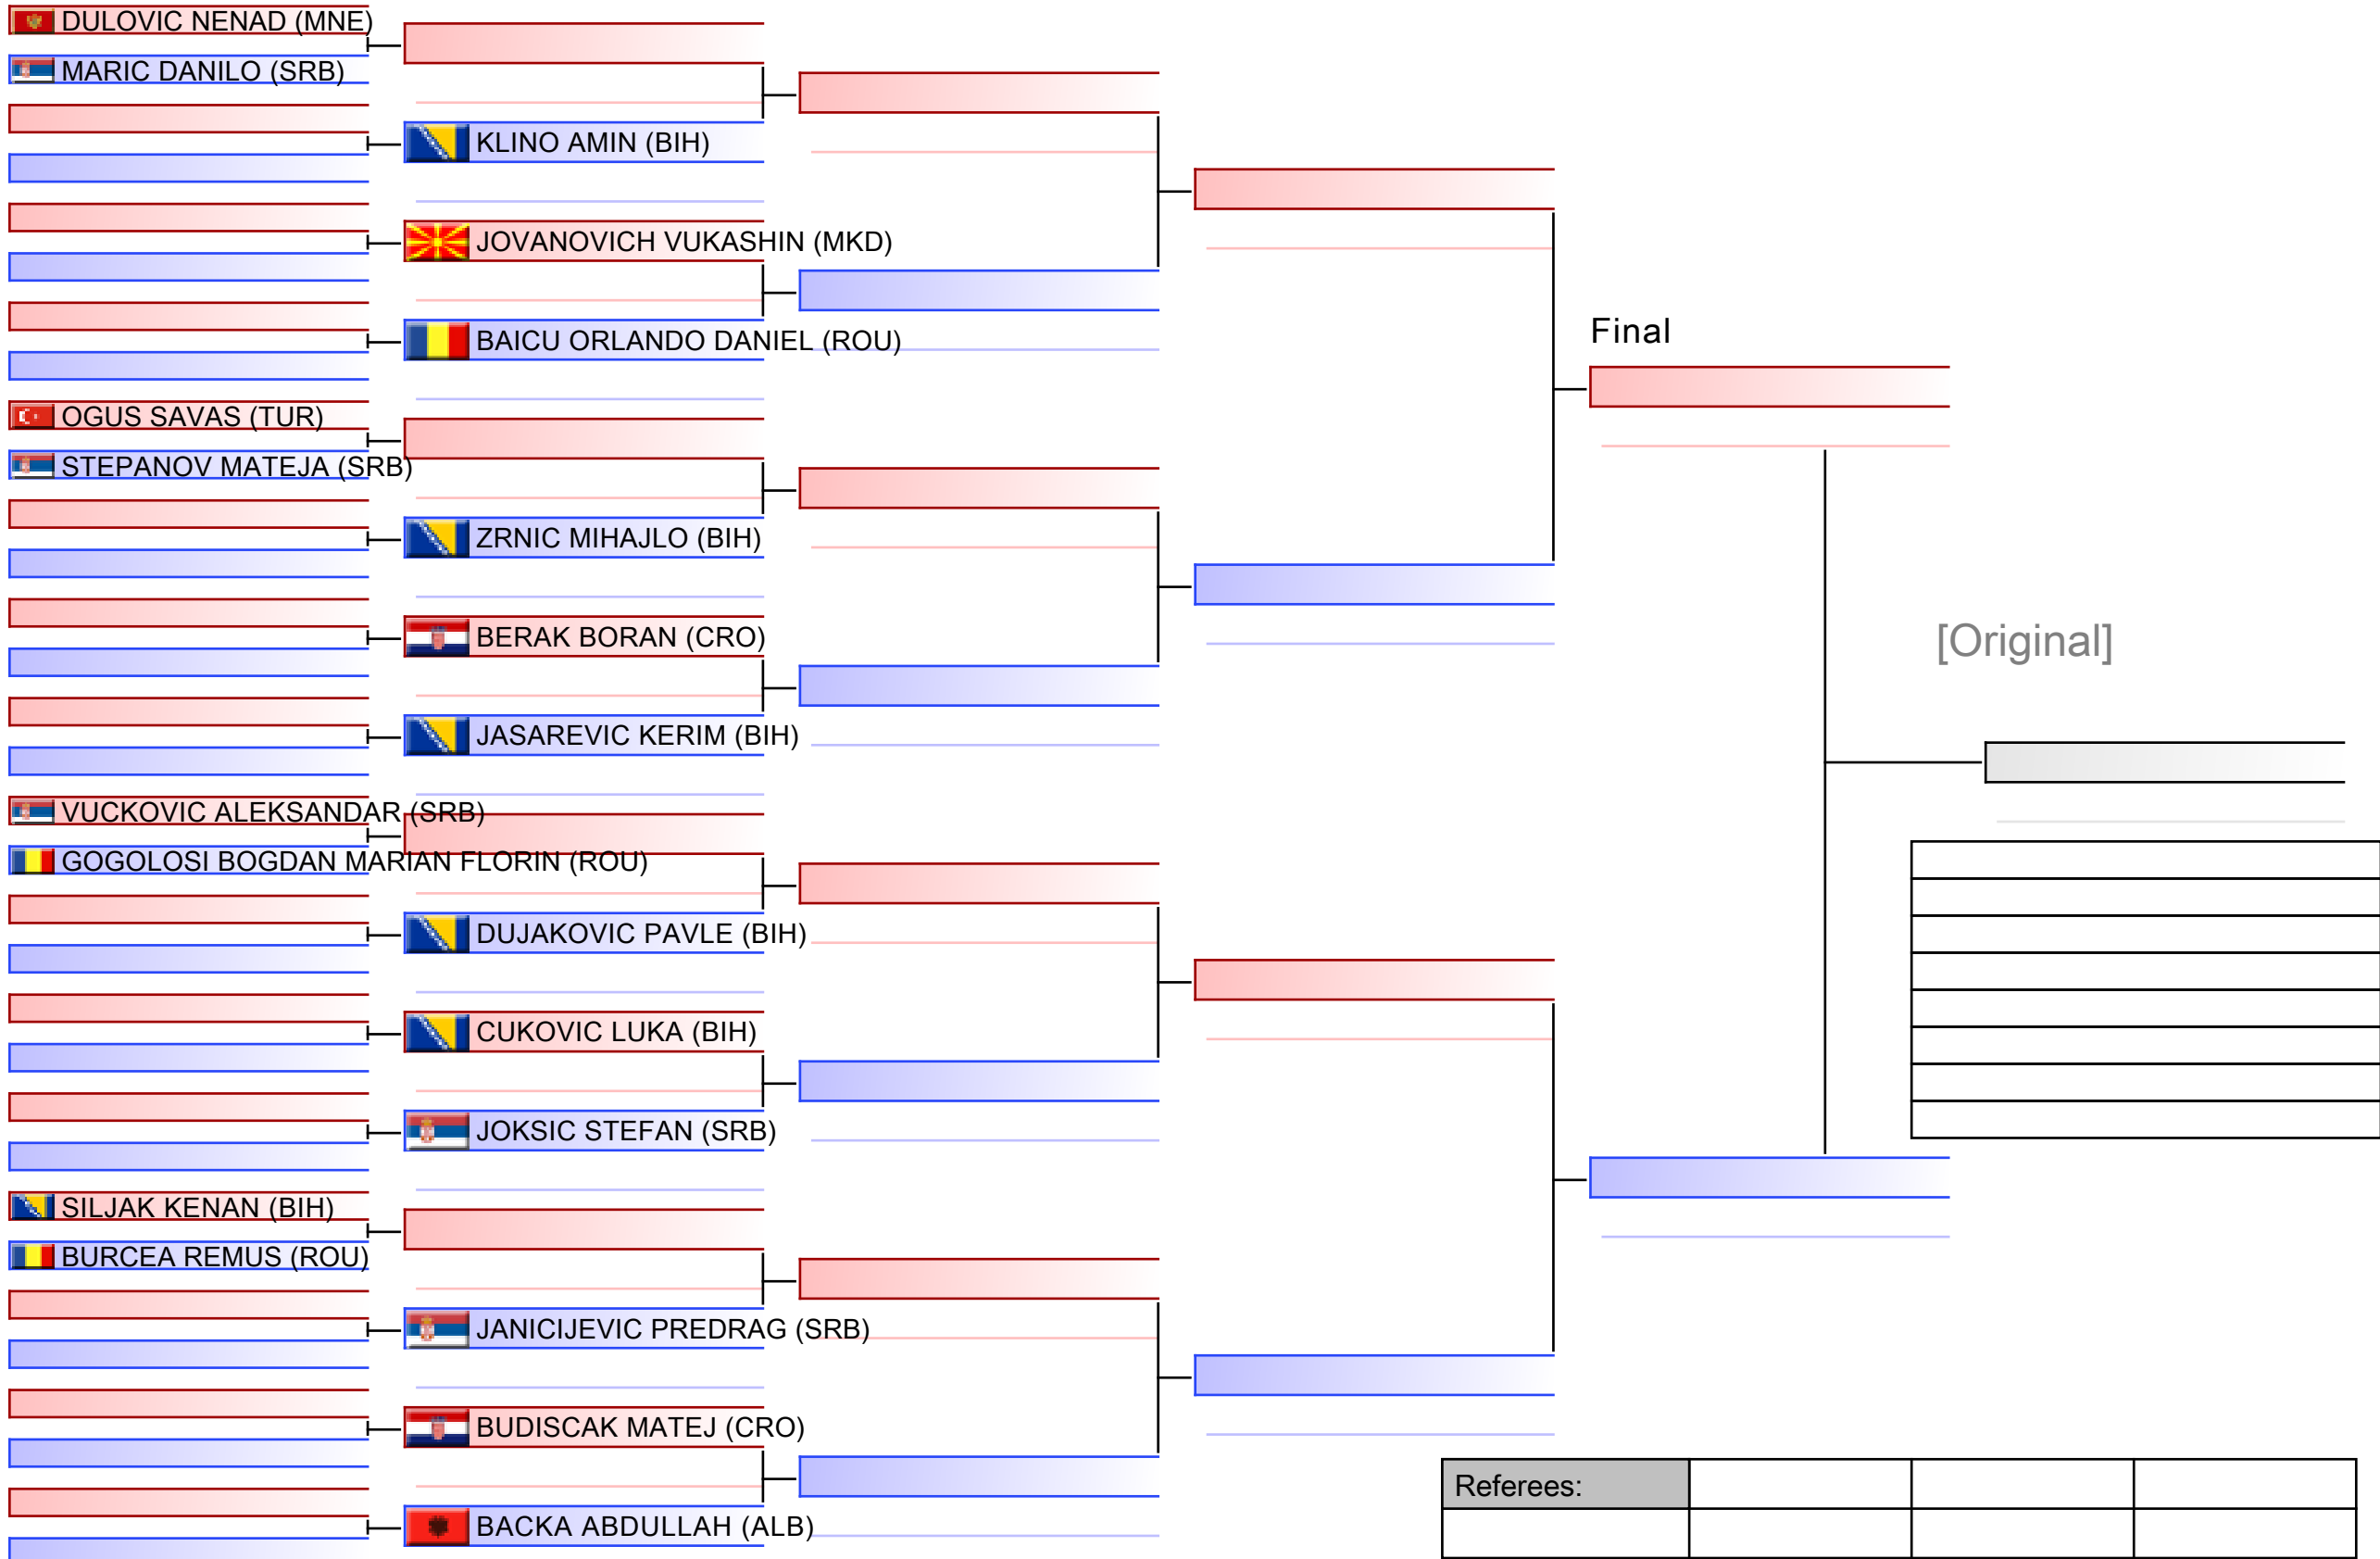 DULOVIC NENAD (MNE)
MARIC DANILO (SRB)
KLINO AMIN (BIH)
JOVANOVICH VUKASHIN (MKD)
BAICU ORLANDO DANIEL (ROU)
Final
OGUS SAVAS (TUR)
STEPANOV MATEJA (SRB)
ZRNIC MIHAJLO (BIH)
BERAK BORAN (CRO)
[Original]
JASAREVIC KERIM (BIH)
VUCKOVIC ALEKSANDAR (SRB)
GOGOLOSI BOGDAN MARIAN FLORIN (ROU)
DUJAKOVIC PAVLE (BIH)
CUKOVIC LUKA (BIH)
JOKSIC STEFAN (SRB)
SILJAK KENAN (BIH)
BURCEA REMUS (ROU)
JANICIJEVIC PREDRAG (SRB)
BUDISCAK MATEJ (CRO)
Referees:
BACKA ABDULLAH (ALB)